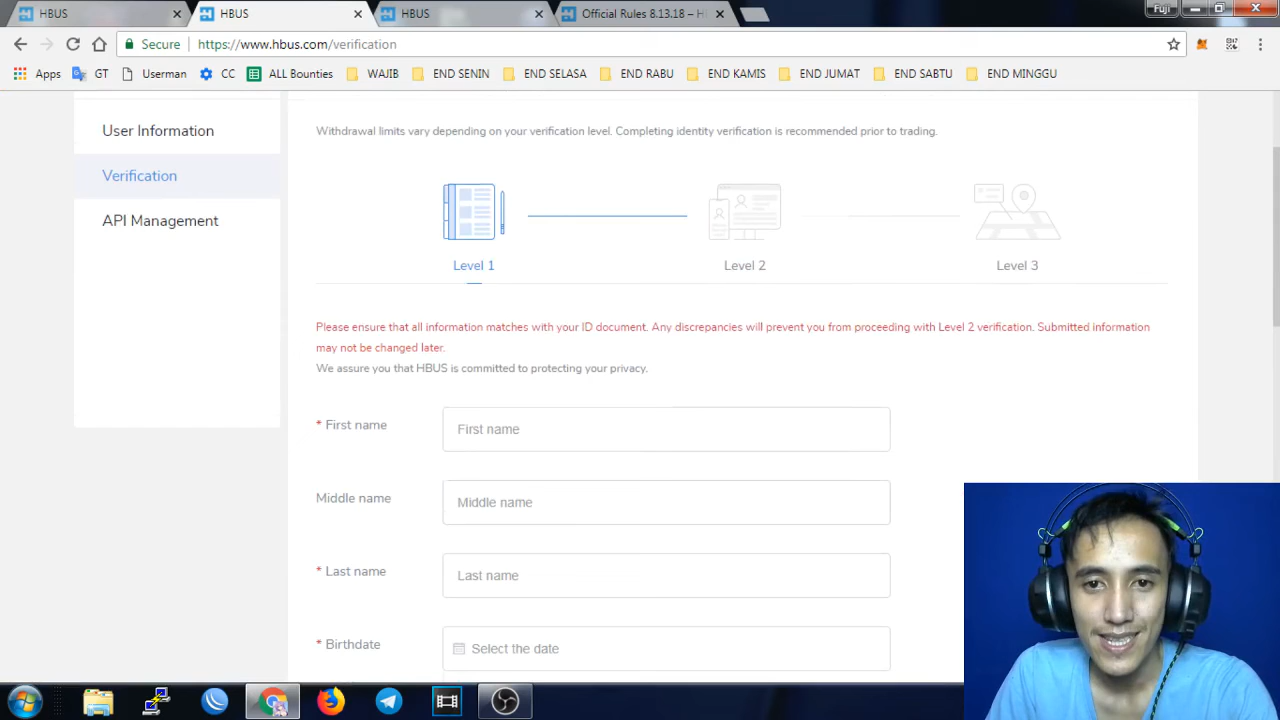 HBUS
HBUS
HBUS
Official Rules 8.13.18 – H
Fuji
Secure
https://www.hbus.com/verification
Apps
GT
Userman
CC
ALL Bounties
WAJIB
END SENIN
END SELASA
END RABU
END KAMIS
END JUMAT
END SABTU
END MINGGU
User Information
Verification
API Management
Withdrawal limits vary depending on your verification level. Completing identity verification is recommended prior to trading.
Level 1
Level 2
Level 3
Please ensure that all information matches with your ID document. Any discrepancies will prevent you from proceeding with Level 2 verification. Submitted information
may not be changed later.
We assure you that HBUS is committed to protecting your privacy.
* First name
First name
Middle name
Middle name
* Last name
Last name
* Birthdate
Select the date